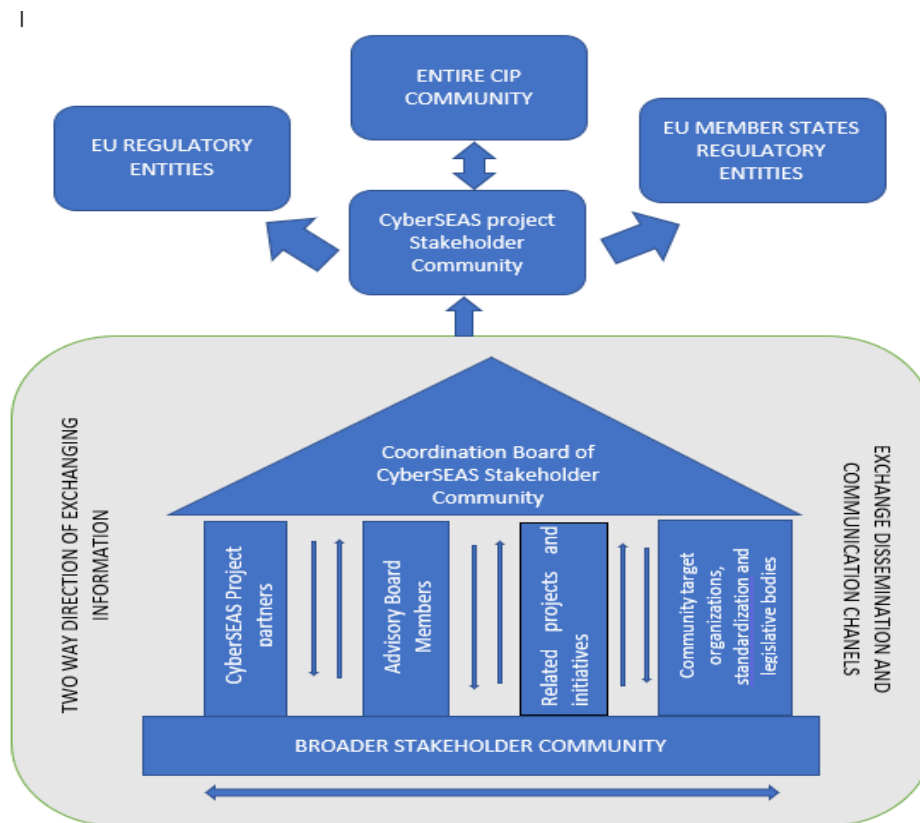 I
ENTIRE CIP
COMMUNITY
EU REGULATORY
ENTITIES
EU MEMBER STATES
REGULATORY
ENTITIES
CyberSEAS project
Stakeholder
Community
TWO WAY DIRECTION OF EXCHANGING
INFORMATION
Coordination Board of
CyberSEAS Stakeholder
Community
CyberSEAS Project
partners
Advisory Board
Members
Related projects and
initiatives
Community target
organizations,
standardization and
legislative bodies
EXCHANGE DISSEMINATION AND
COMMUNICATION CHANELS
BROADER STAKEHOLDER COMMUNITY